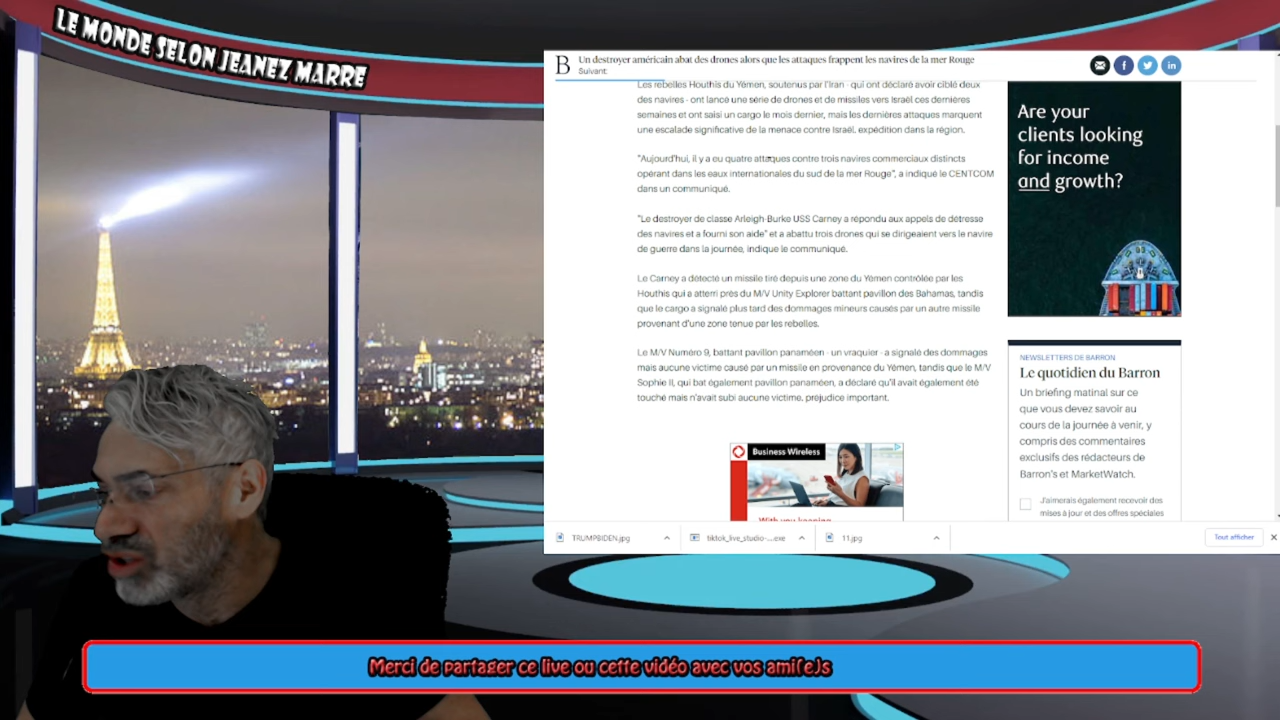 LE MONDE SELON JEANEZ MARRE
B
Un destroyer américain abat des drones alors que les attaques frappent les navires de la mer Rouge
Suivant:
f
in
Les rebelles Houthis du Yémen, soutenus par l'Iran - qui ont déclaré avoir ciblé deux
des navires - ont lancé une série de drones et de missiles vers Israël ces dernières
semaines et ont saisi un cargo le mois dernier, mais les dernières attaques marquent
une escalade significative de la menace contre Israël. expédition dans la région.
"Aujourd'hui, il y a eu quatre attaques contre trois navires commerciaux distincts
opérant dans les eaux internationales du sud de la mer Rouge", a indiqué le CENTCOM
dans un communiqué.
"Le destroyer de classe Arleigh-Burke USS Carney a répondu aux appels de détresse
des navires et a fourni son aide" et a abattu trois drones qui se dirigeaient vers le navire
de guerre dans la journée, indique le communiqué.
Le Carney a détecté un missile tiré depuis une zone du Yémen contrôlée par les
Houthis qui a atterri près du M/V Unity Explorer battant pavillon des Bahamas, tandis
que le cargo a signalé plus tard des dommages mineurs causés par un autre missile
provenant d'une zone tenue par les rebelles.
Le M/V Numéro 9, battant pavillon panaméen - un vraquier - a signalé des dommages
mais aucune victime causé par un missile en provenance du Yémen, tandis que le M/V
Sophie II, qui bat également pavillon panaméen, a déclaré qu'il avait également été
touché mais n'avait subi aucune victime. préjudice important.
Business Wireless
With you keeping
Are your
clients looking
for income
and growth?
NEWSLETTERS DE BARRON
Le quotidien du Barron
Un briefing matinal sur ce
que vous devez savoir au
cours de la journée à venir, y
compris des commentaires
exclusifs des rédacteurs de
Barron's et MarketWatch.
J'aimerais également recevoir des
mises à jour et des offres spéciales
TRUMPBIDEN.jpg
tiktok_live_studio-....exe
11.jpg
Tout afficher
Merci de partager ce live ou cette vidéo avec vos ami(e)s